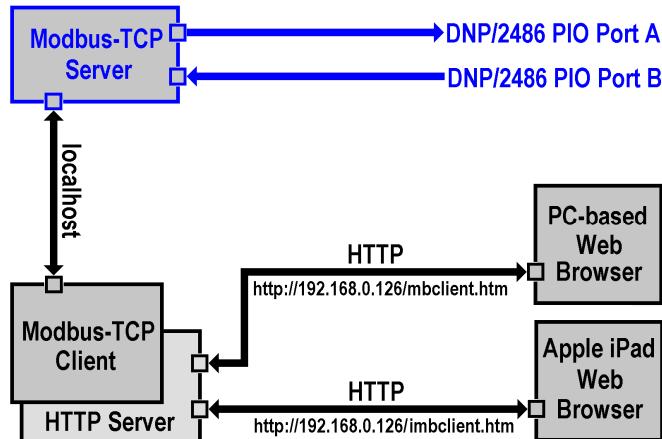 Modbus-TCP
Server
DNP/2486 PIO Port A
DNP/2486 PIO Port B
localhost
PC-based
Web
Browser
HTTP
http://192.168.0.126/mbclient.htm
Modbus-TCP
Client
HTTP Server
Apple iPad
Web
Browser
HTTP
http://192.168.0.126/imbclient.htm